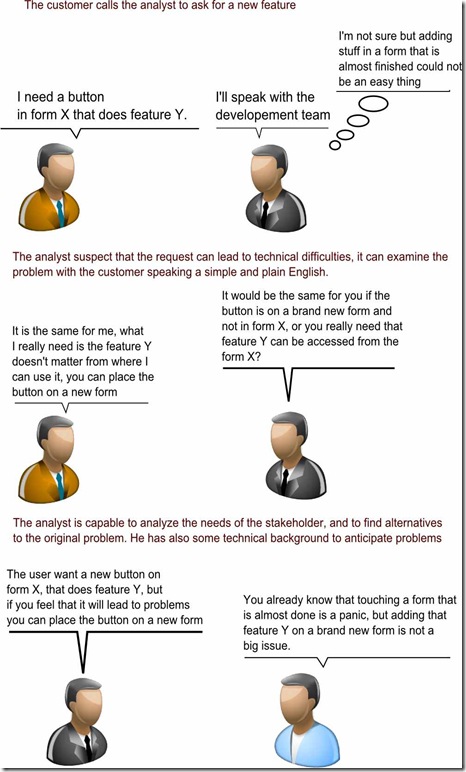 The customer calls the analyst to ask for a new feature
I'm not sure but adding
stuff in a form that is
almost finished could not
be an easy thing
I need a button
in form X that does feature Y.
I'll speak with the
developement team
The analyst suspect that the request can lead to technical difficulties, it can examine the
problem with the customer speaking a simple and plain English.
It would be the same for you if the
button is on a brand new form and
not in form X, or you really need that
feature Y can be accessed from the
form X?
It is the same for me, what
I really need is the feature Y
doesn't matter from where I
can use it, you can place the
button on a new form
The analyst is capable to analyze the needs of the stakeholder, and to find alternatives
to the original problem. He has also some technical background to anticipate problems
The user want a new button on
form X, that does feature Y, but
if you feel that it will lead to problems
you can place the button on a new form
You already know that touching a form that
is almost done is a panic, but adding that
feature Y on a brand new form is not a
big issue.